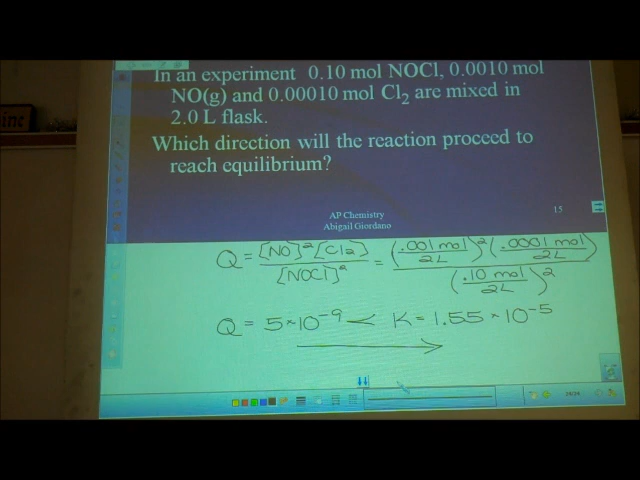 In an experiment 0.10 mol NOCl, 0.0010 mol
NO(g) and 0.00010 mol Cl₂ are mixed in
2.0 L flask.
Which direction will the reaction proceed to
reach equilibrium?
AP Chemistry
Abigail Giordano
15
Q = [NO]²[Cl₂] / [NOCl]² = (.001 mol / 2L)² (.0001 mol / 2L) / (.10 mol / 2L)²
Q = 5×10⁻⁹ < K = 1.55 × 10⁻⁵